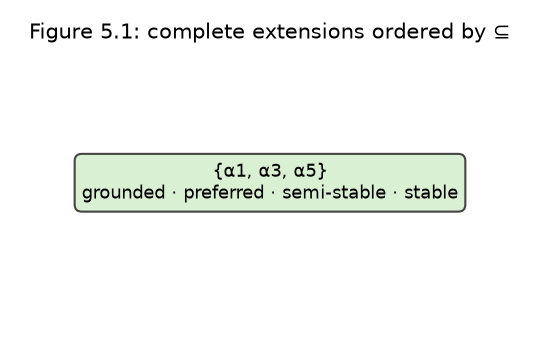 Figure 5.1: complete extensions ordered by ⊆
{α1, α3, α5}
grounded · preferred · semi-stable · stable